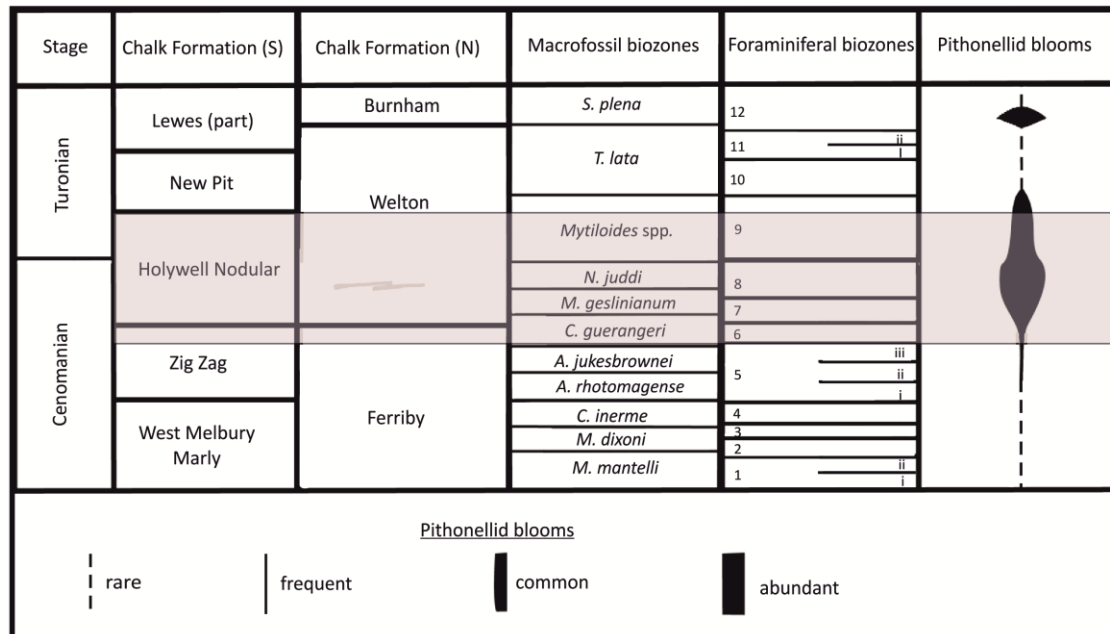 Stage
Chalk Formation (S)
Chalk Formation (N)
Macrofossil biozones
Foraminiferal biozones
Pithonellid blooms
Turonian
Cenomanian
Lewes (part)
New Pit
Holywell Nodular
Zig Zag
West Melbury
Marly
Burnham
Welton
Ferriby
S. plena
T. lata
Mytiloides spp.
N. juddi
M. geslinianum
C. guerangeri
A. jukesbrownei
A. rhotomagense
C. inerme
M. dixoni
M. mantelli
12
11
ii
i
10
9
8
7
6
5
iii
ii
i
4
3
2
1
ii
i
Pithonellid blooms
rare
frequent
common
abundant